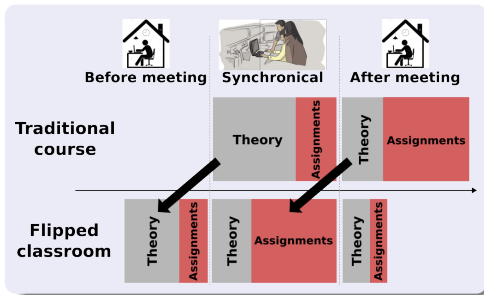 Before meeting
Synchronical
After meeting
Traditional
course
Theory
Assignments
Theory
Assignments
Flipped
classroom
Theory
Assignments
Theory
Assignments
Theory
Assignments